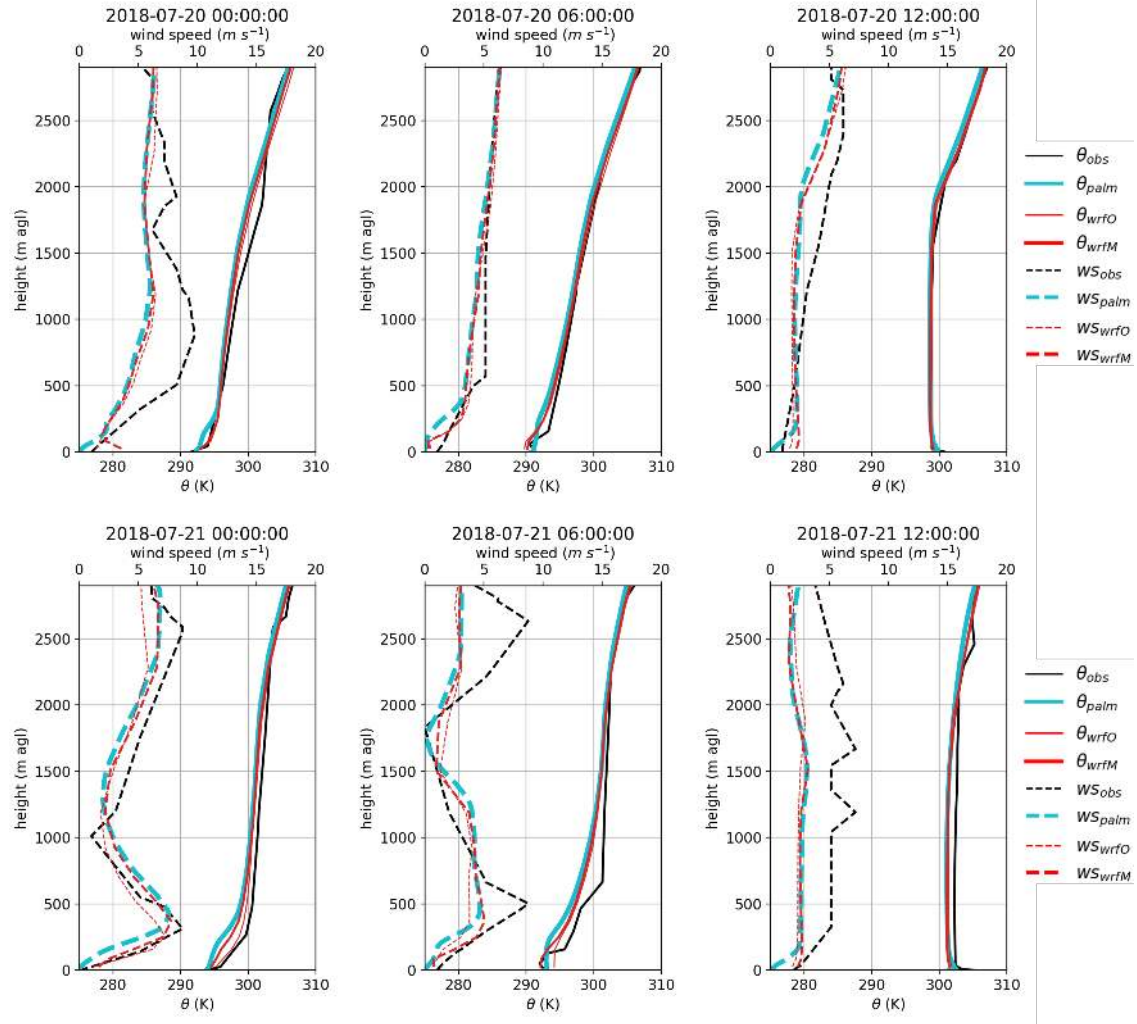 2018-07-20 00:00:00 2018-07-20 06:00:00 2018-07-20 12:00:00
wind speed (m s⁻¹) wind speed (m s⁻¹) wind speed (m s⁻¹)
0 5 10 15 20 0 5 10 15 20 0 5 10 15 20
2500 2500 2500
2000 2000 2000
1500 1500 1500
1000 1000 1000
500 500 500
0 0 0
height (m agl) height (m agl) height (m agl)
280 290 300 310 280 290 300 310 280 290 300 310
θ (K) θ (K) θ (K)
θobs
θpalm
θwrfO
θwrfM
wsobs
wspalm
wswrfO
wswrfM
2018-07-21 00:00:00 2018-07-21 06:00:00 2018-07-21 12:00:00
wind speed (m s⁻¹) wind speed (m s⁻¹) wind speed (m s⁻¹)
0 5 10 15 20 0 5 10 15 20 0 5 10 15 20
2500 2500 2500
2000 2000 2000
1500 1500 1500
1000 1000 1000
500 500 500
0 0 0
height (m agl) height (m agl) height (m agl)
280 290 300 310 280 290 300 310 280 290 300 310
θ (K) θ (K) θ (K)
θobs
θpalm
θwrfO
θwrfM
wsobs
wspalm
wswrfO
wswrfM